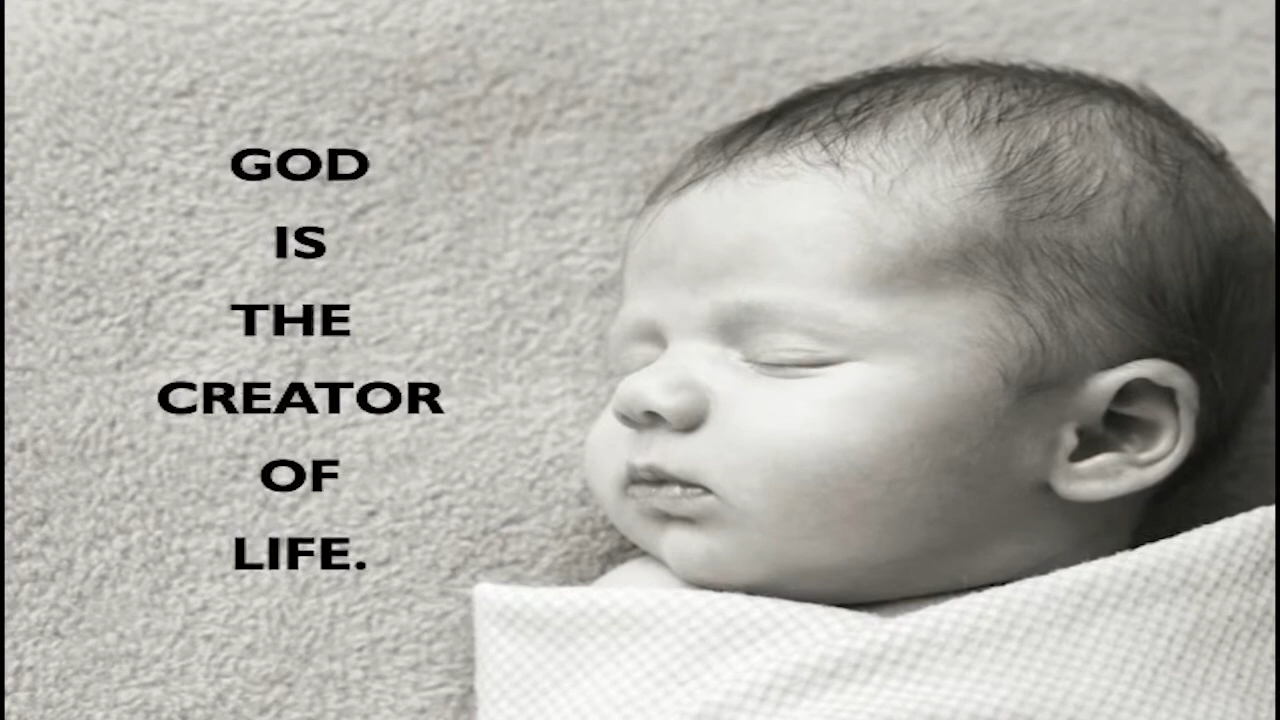 GOD
IS
THE
CREATOR
OF
LIFE.